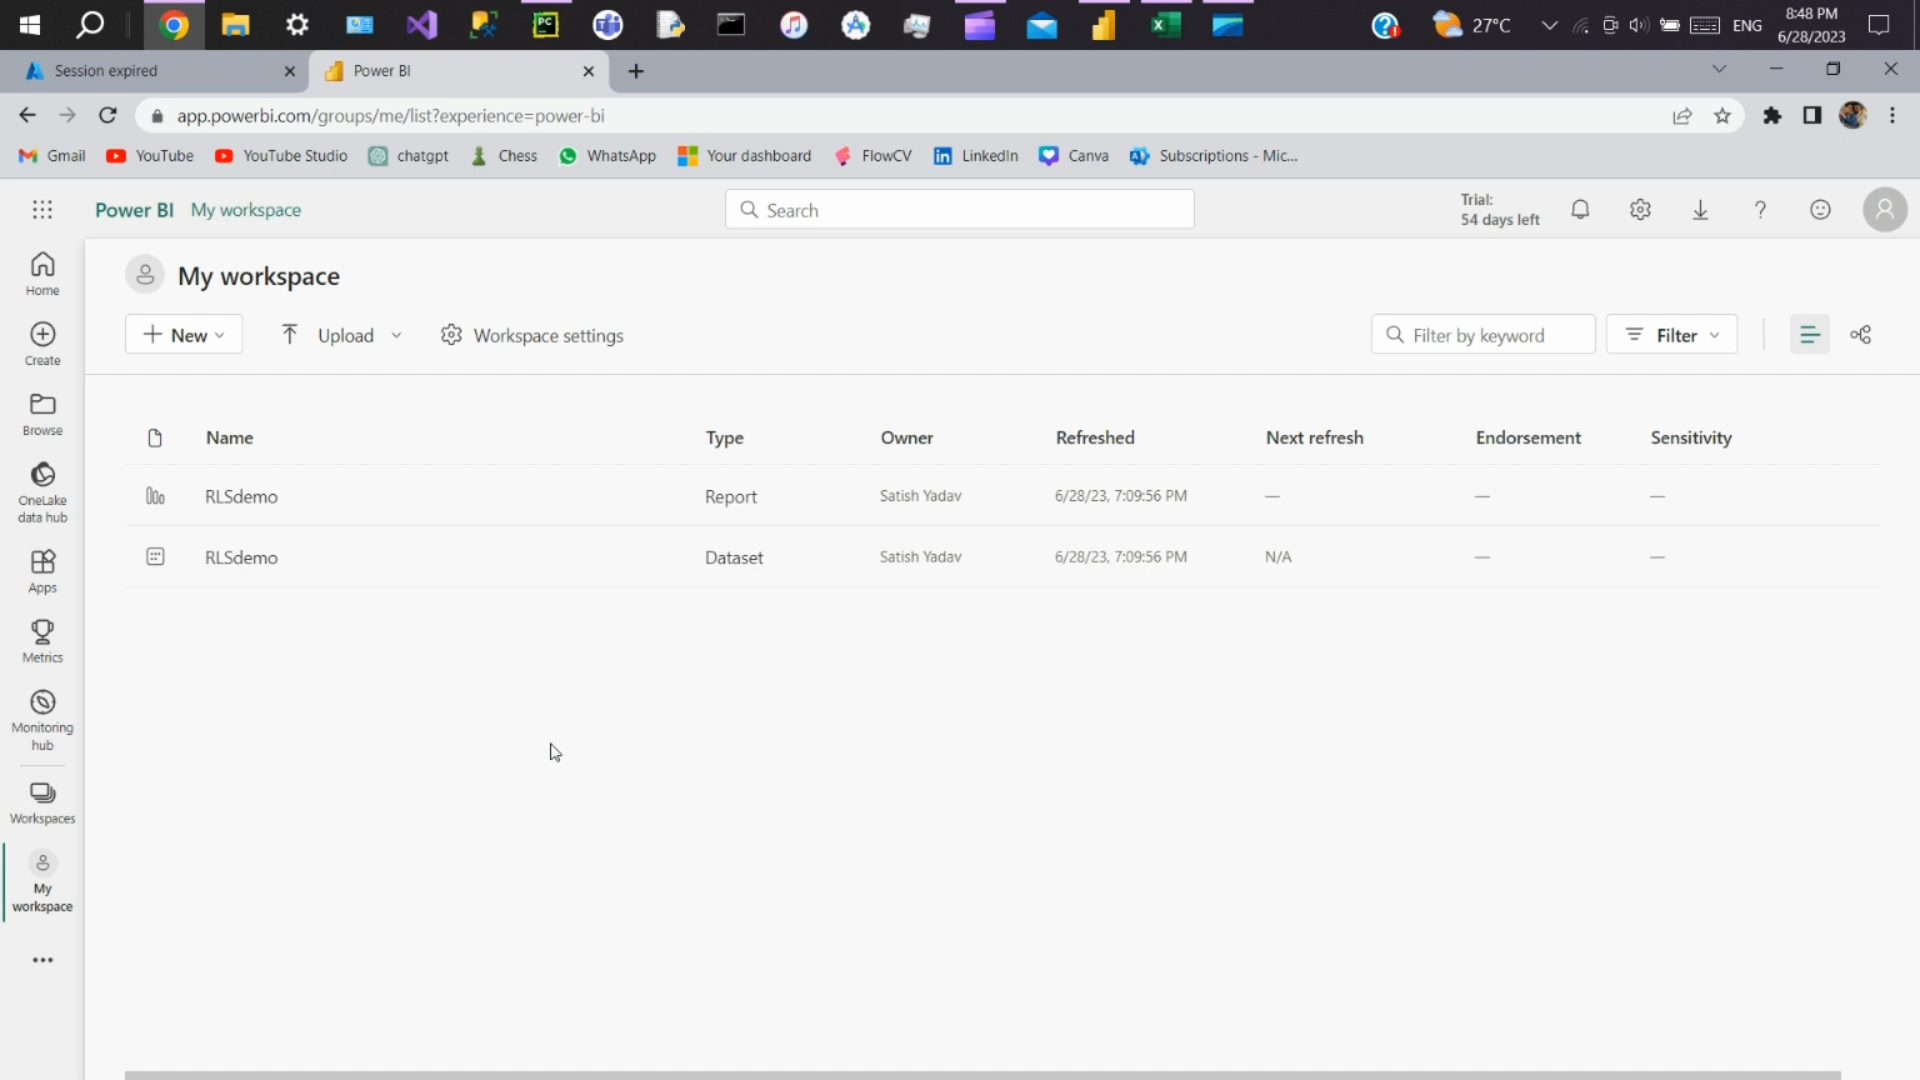 27°C
ENG
8:48 PM
6/28/2023
Session expired
Power BI
app.powerbi.com/groups/me/list?experience=power-bi
Gmail
YouTube
YouTube Studio
chatgpt
Chess
WhatsApp
Your dashboard
FlowCV
LinkedIn
Canva
Subscriptions - Mic...
Power BI
My workspace
Search
Trial:
54 days left
Home
Create
Browse
OneLake
data hub
Apps
Metrics
Monitoring
hub
Workspaces
My
workspace
My workspace
New
Upload
Workspace settings
Filter by keyword
Filter
Name Type Owner Refreshed Next refresh Endorsement Sensitivity
RLSdemo Report Satish Yadav 6/28/23, 7:09:56 PM — — —
RLSdemo Dataset Satish Yadav 6/28/23, 7:09:56 PM N/A — —